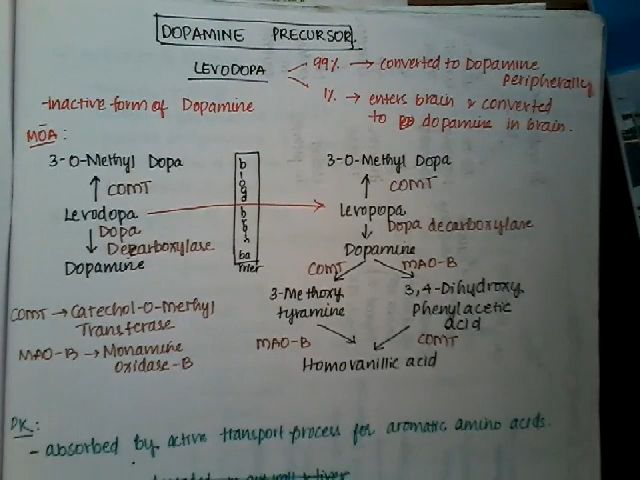 DOPAMINE PRECURSOR.
LEVODOPA
99% → converted to Dopamine
peripherally
1% → enters brain & converted
to dopamine in brain.
-Inactive form of Dopamine
MOA:
3-O-Methyl Dopa
↑ COMT
Levodopa
↓ Dopa
Decarboxylase
Dopamine
blood
brain
barrier
3-O-Methyl Dopa
↑ COMT
Levopopa
↓ Dopa decarboxylase
Dopamine
COMT MAO-B
3-Methoxy
tyramine
3,4-Dihydroxy
phenylacetic
acid
MAO-B COMT
Homovanillic acid
COMT → Catechol-O-Methyl
Transferase
MAO-B → Monamine
oxidase-B
PK:
- absorbed by active transport process for aromatic amino acids.